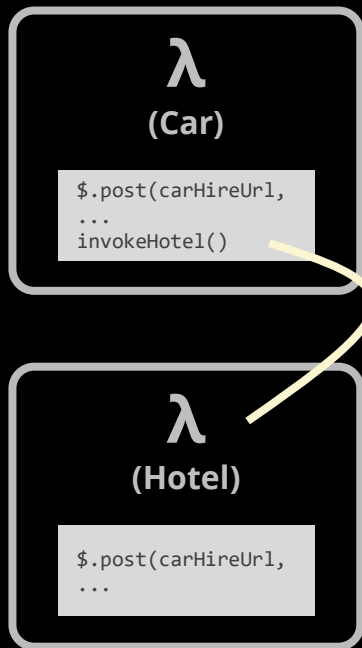 λ
(Car)
$.post(carHireUrl,
...
invokeHotel()
λ
(Hotel)
$.post(carHireUrl,
...